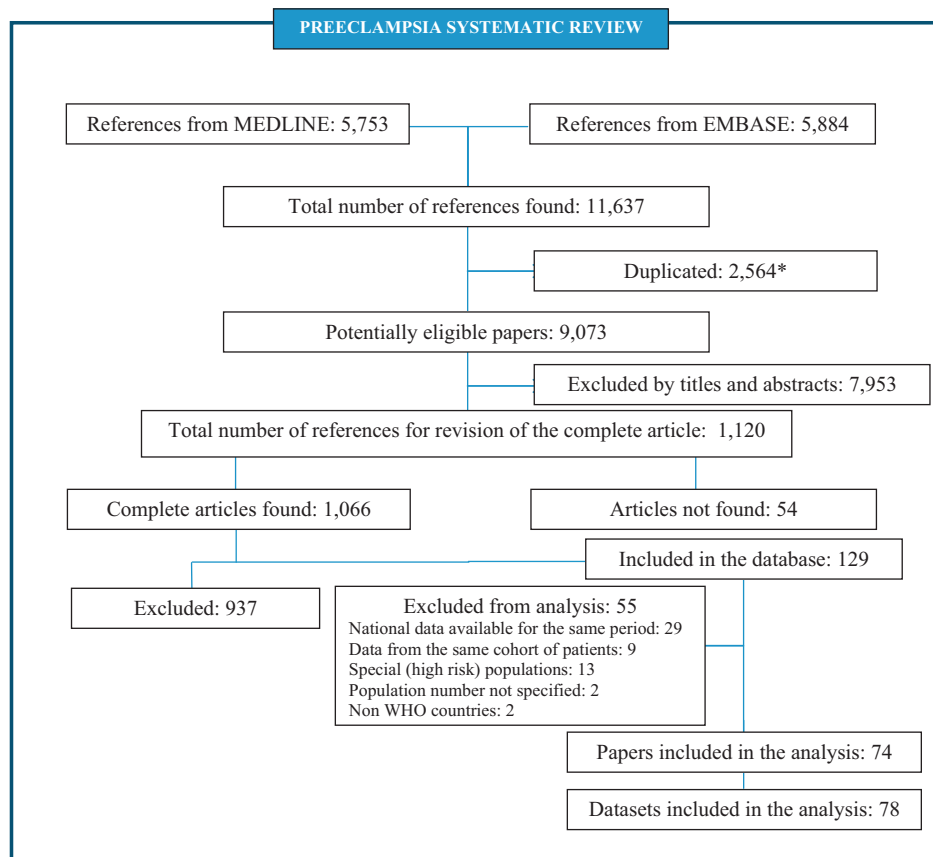 PREECLAMPSIA SYSTEMATIC REVIEW
References from MEDLINE: 5,753
References from EMBASE: 5,884
Total number of references found: 11,637
Duplicated: 2,564*
Potentially eligible papers: 9,073
Excluded by titles and abstracts: 7,953
Total number of references for revision of the complete article: 1,120
Complete articles found: 1,066
Articles not found: 54
Included in the database: 129
Excluded: 937
Excluded from analysis: 55
National data available for the same period: 29
Data from the same cohort of patients: 9
Special (high risk) populations: 13
Population number not specified: 2
Non WHO countries: 2
Papers included in the analysis: 74
Datasets included in the analysis: 78